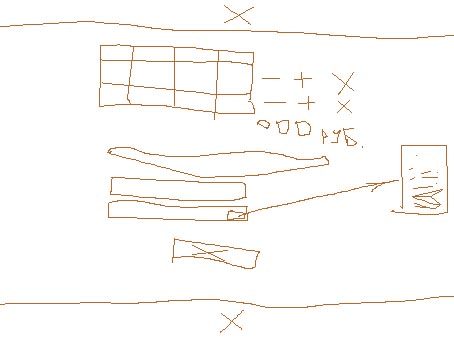 X
— + X
— + X
000 РУБ.
X